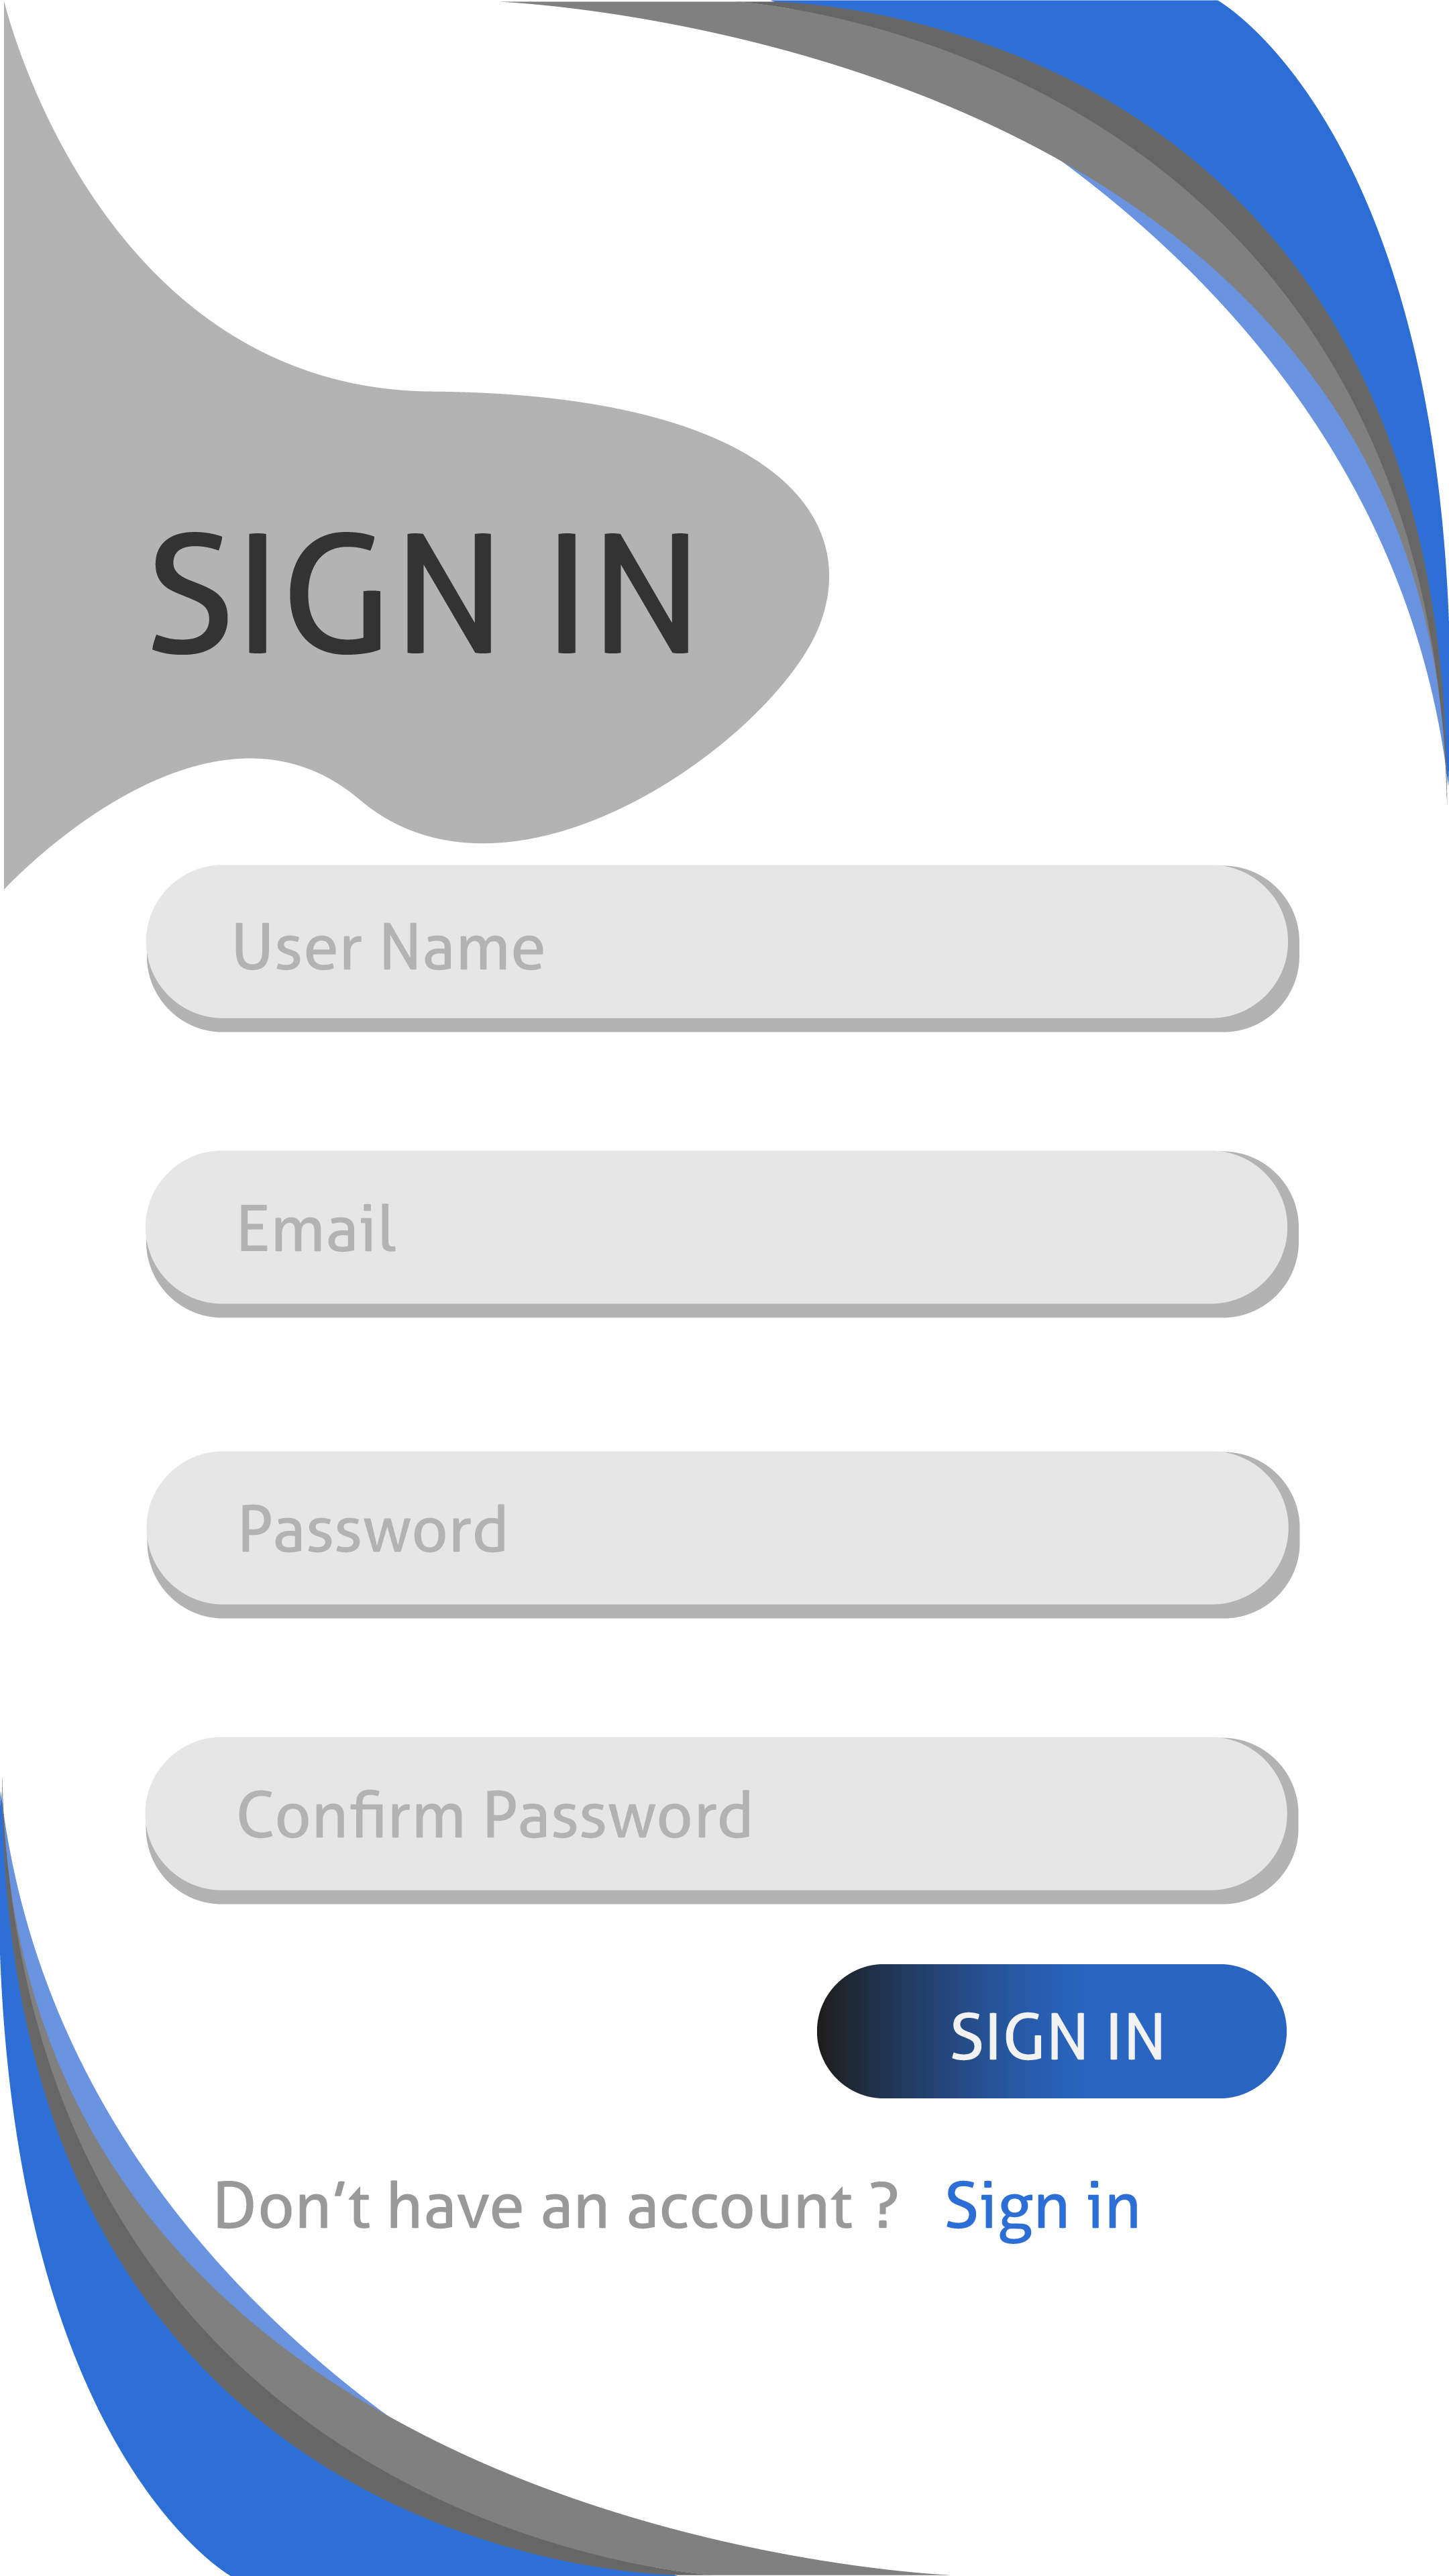 SIGN IN
User Name
Email
Password
Confirm Password
SIGN IN
Don’t have an account ? Sign in